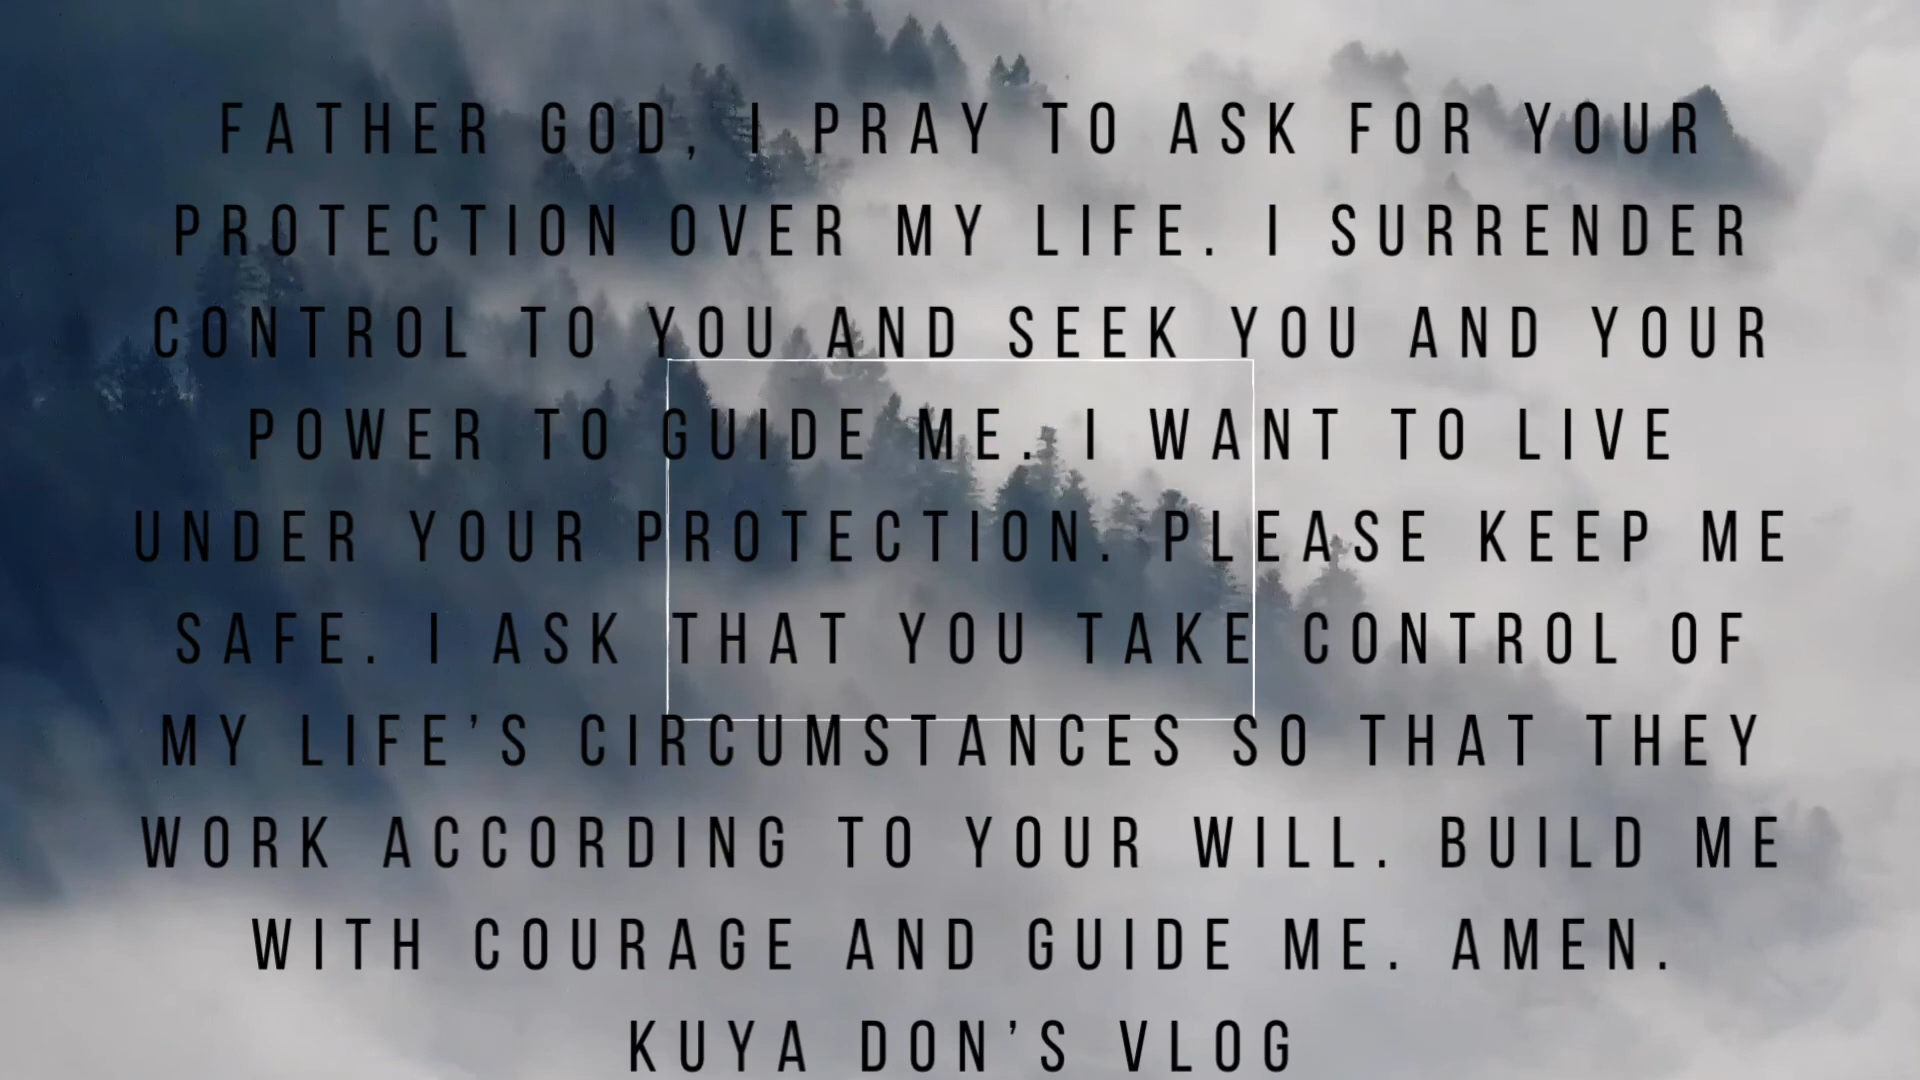 FATHER GOD, I PRAY TO ASK FOR YOUR
PROTECTION OVER MY LIFE. I SURRENDER
CONTROL TO YOU AND SEEK YOU AND YOUR
POWER TO GUIDE ME. I WANT TO LIVE
UNDER YOUR PROTECTION. PLEASE KEEP ME
SAFE. I ASK THAT YOU TAKE CONTROL OF
MY LIFE’S CIRCUMSTANCES SO THAT THEY
WORK ACCORDING TO YOUR WILL. BUILD ME
WITH COURAGE AND GUIDE ME. AMEN.
KUYA DON’S VLOG